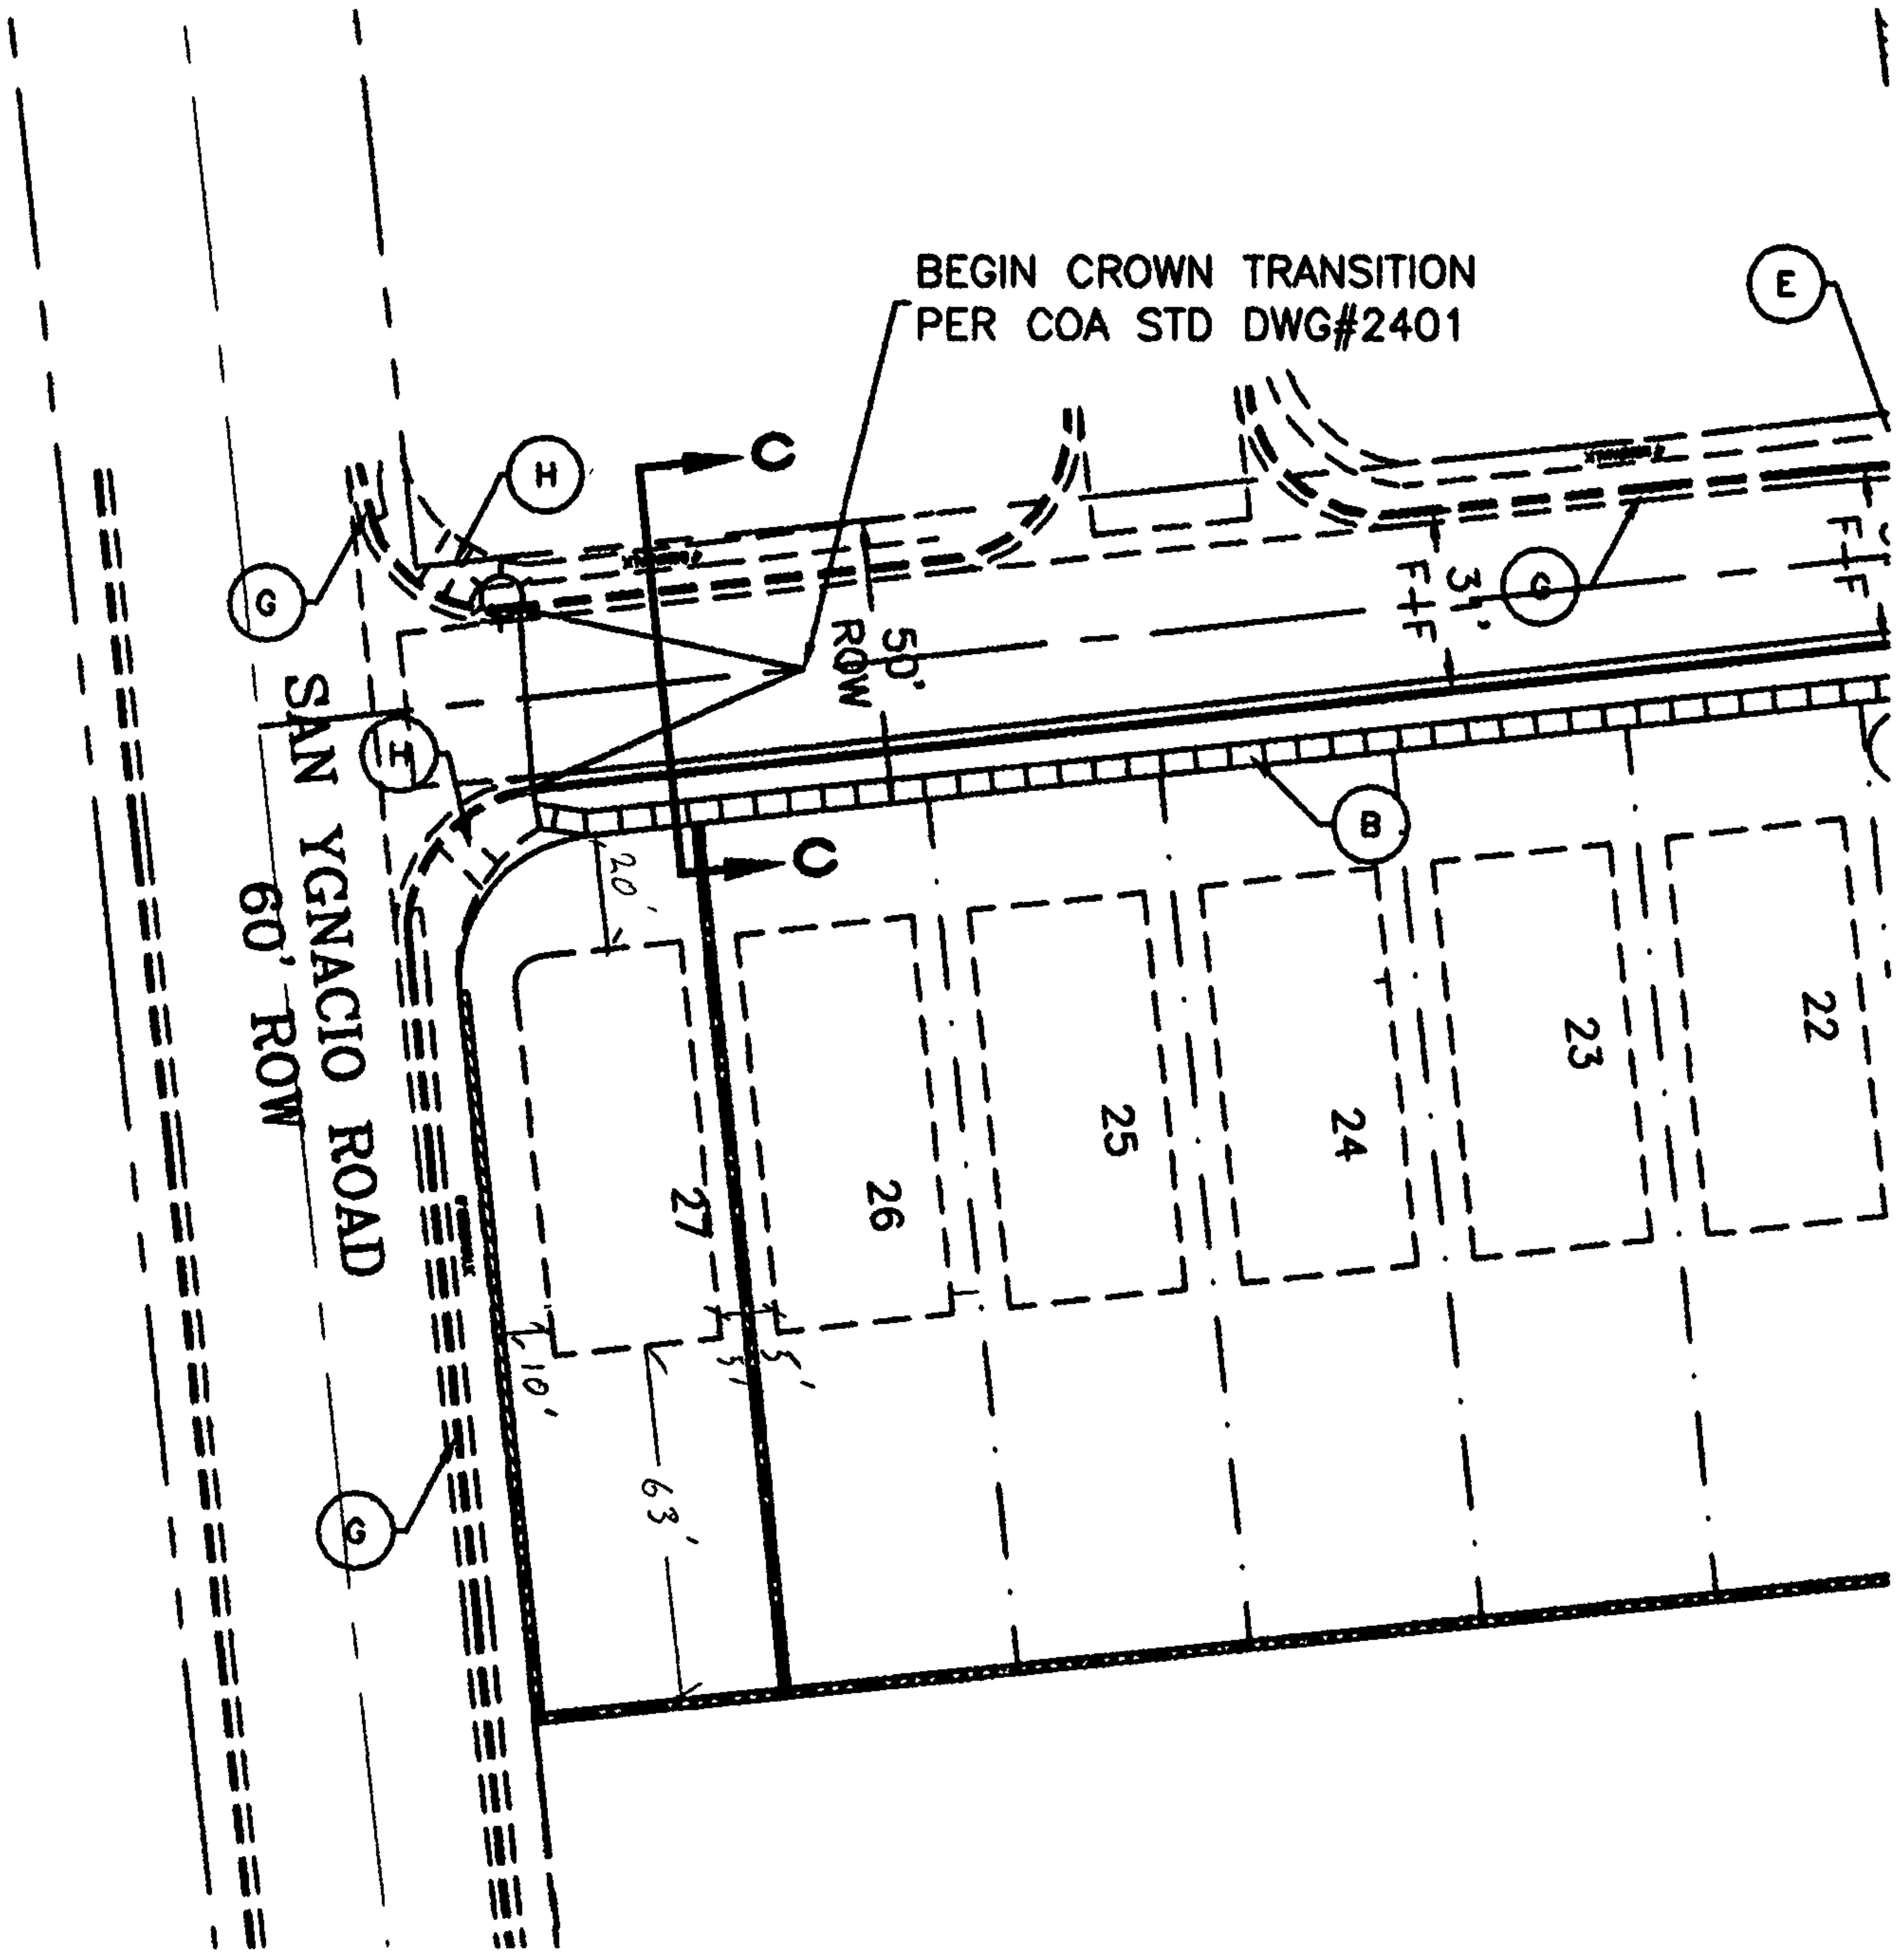 BEGIN CROWN TRANSITION
PER COA STD DWG#2401
E
C
H
G
G
F+F
31'
F+F
50'
ROW
I
B
C
20'
SAN YGNACIO ROAD
60' ROW
22
23
24
25
26
27
5'
5'
10'
63'
G